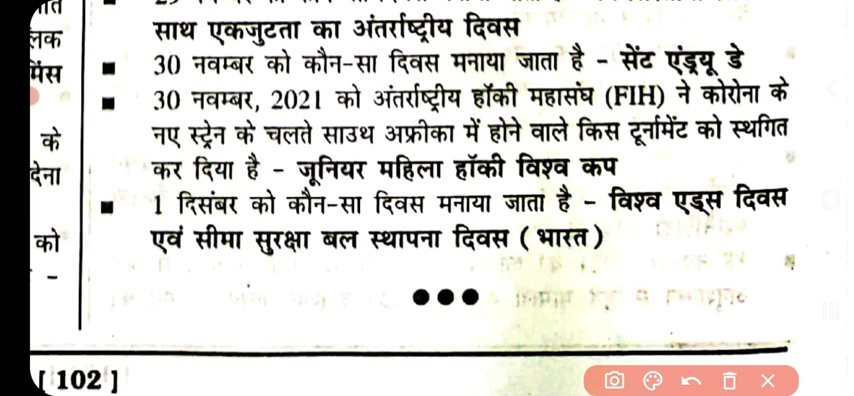 लक
मिंस
के
देना
को
-
साथ एकजुटता का अंतर्राष्ट्रीय दिवस
■ 30 नवम्बर को कौन-सा दिवस मनाया जाता है - सेंट एंड्रयू डे
■ 30 नवम्बर, 2021 को अंतर्राष्ट्रीय हॉकी महासंघ (FIH) ने कोरोना के
नए स्ट्रेन के चलते साउथ अफ्रीका में होने वाले किस टूर्नामेंट को स्थगित
कर दिया है - जूनियर महिला हॉकी विश्व कप
■ 1 दिसंबर को कौन-सा दिवस मनाया जाता है - विश्व एड्स दिवस
एवं सीमा सुरक्षा बल स्थापना दिवस ( भारत )
●●●
[ 102 ]